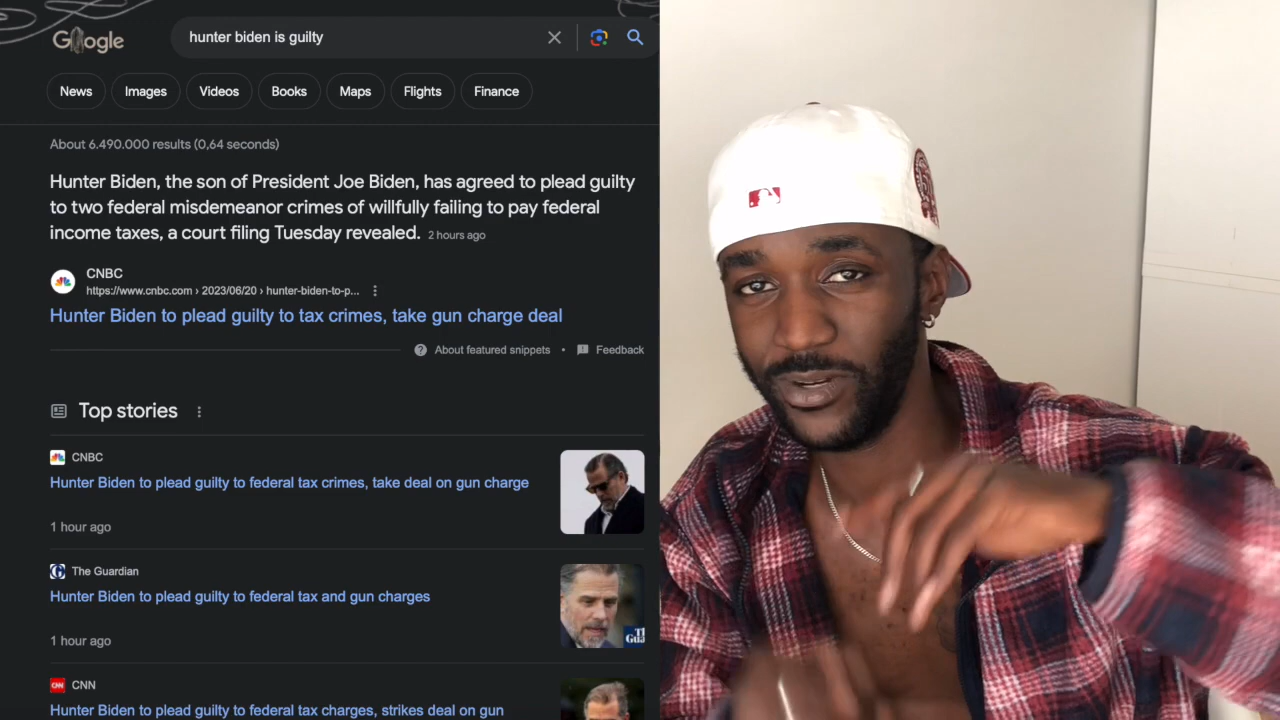 Google
hunter biden is guilty
News Images Videos Books Maps Flights Finance
About 6.490.000 results (0,64 seconds)
Hunter Biden, the son of President Joe Biden, has agreed to plead guilty
to two federal misdemeanor crimes of willfully failing to pay federal
income taxes, a court filing Tuesday revealed. 2 hours ago
CNBC
https://www.cnbc.com › 2023/06/20 › hunter-biden-to-p...
Hunter Biden to plead guilty to tax crimes, take gun charge deal
About featured snippets • Feedback
Top stories
CNBC
Hunter Biden to plead guilty to federal tax crimes, take deal on gun charge
1 hour ago
The Guardian
Hunter Biden to plead guilty to federal tax and gun charges
1 hour ago
CNN
CNN
Hunter Biden to plead guilty to federal tax charges, strikes deal on gun